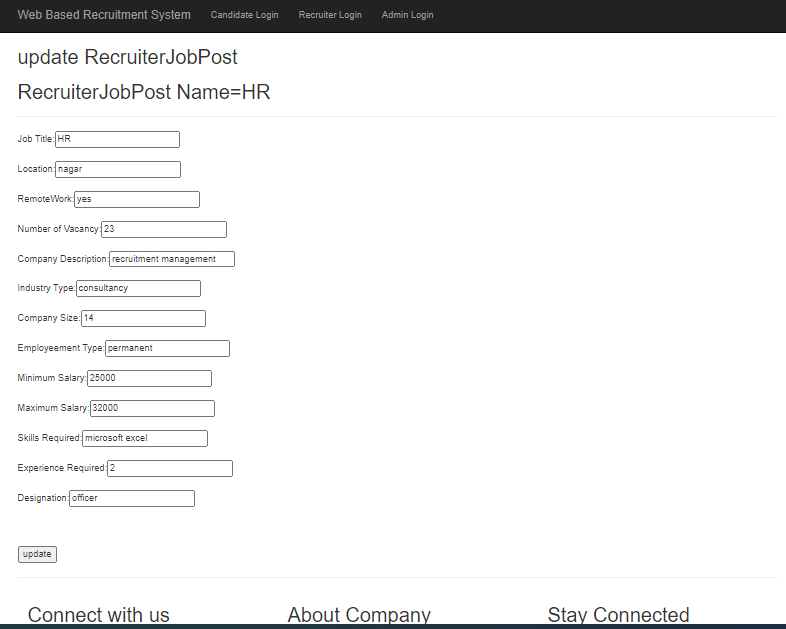 Web Based Recruitment System Candidate Login Recruiter Login Admin Login
update RecruiterJobPost
RecruiterJobPost Name=HR
Job Title: HR
Location: nagar
RemoteWork: yes
Number of Vacancy: 23
Company Description: recruitment management
Industry Type: consultancy
Company Size: 14
Employeement Type: permanent
Minimum Salary: 25000
Maximum Salary: 32000
Skills Required: microsoft excel
Experience Required: 2
Designation: officer
update
Connect with us About Company Stay Connected